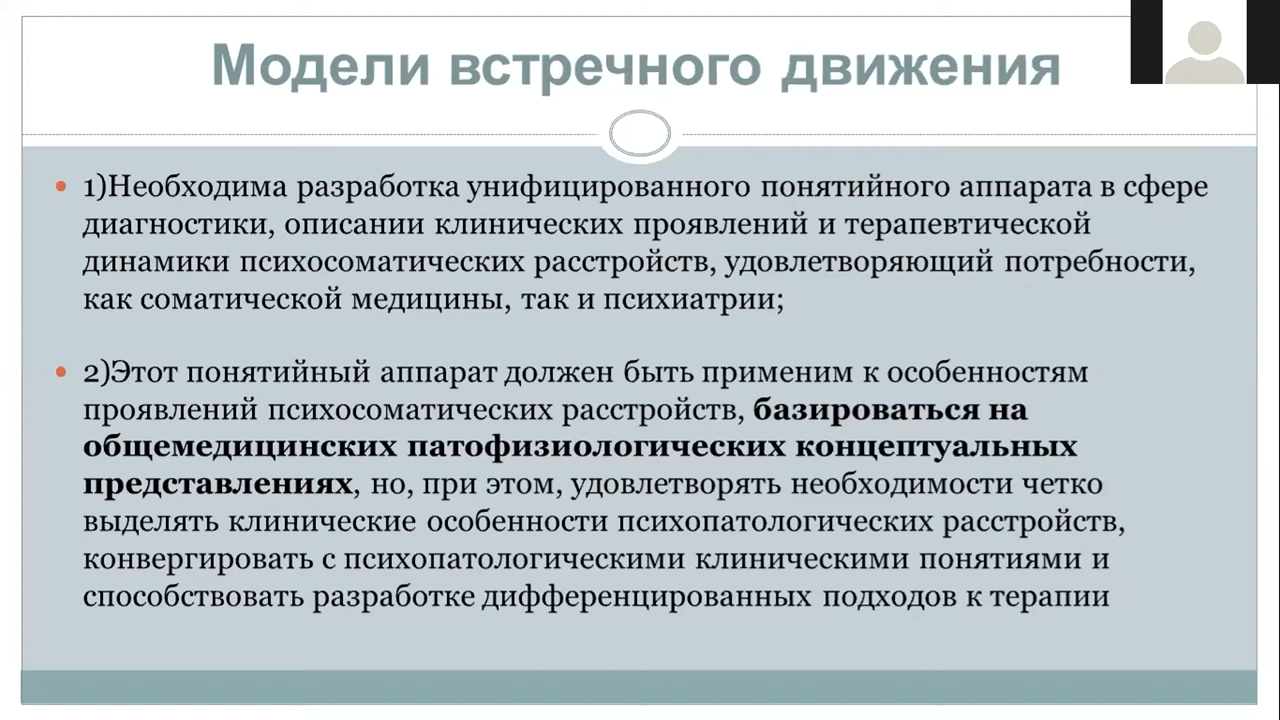 Модели встречного движения
• 1)Необходима разработка унифицированного понятийного аппарата в сфере
диагностики, описании клинических проявлений и терапевтической
динамики психосоматических расстройств, удовлетворяющий потребности,
как соматической медицины, так и психиатрии;
• 2)Этот понятийный аппарат должен быть применим к особенностям
проявлений психосоматических расстройств, базироваться на
общемедицинских патофизиологических концептуальных
представлениях, но, при этом, удовлетворять необходимости четко
выделять клинические особенности психопатологических расстройств,
конвергировать с психопатологическими клиническими понятиями и
способствовать разработке дифференцированных подходов к терапии